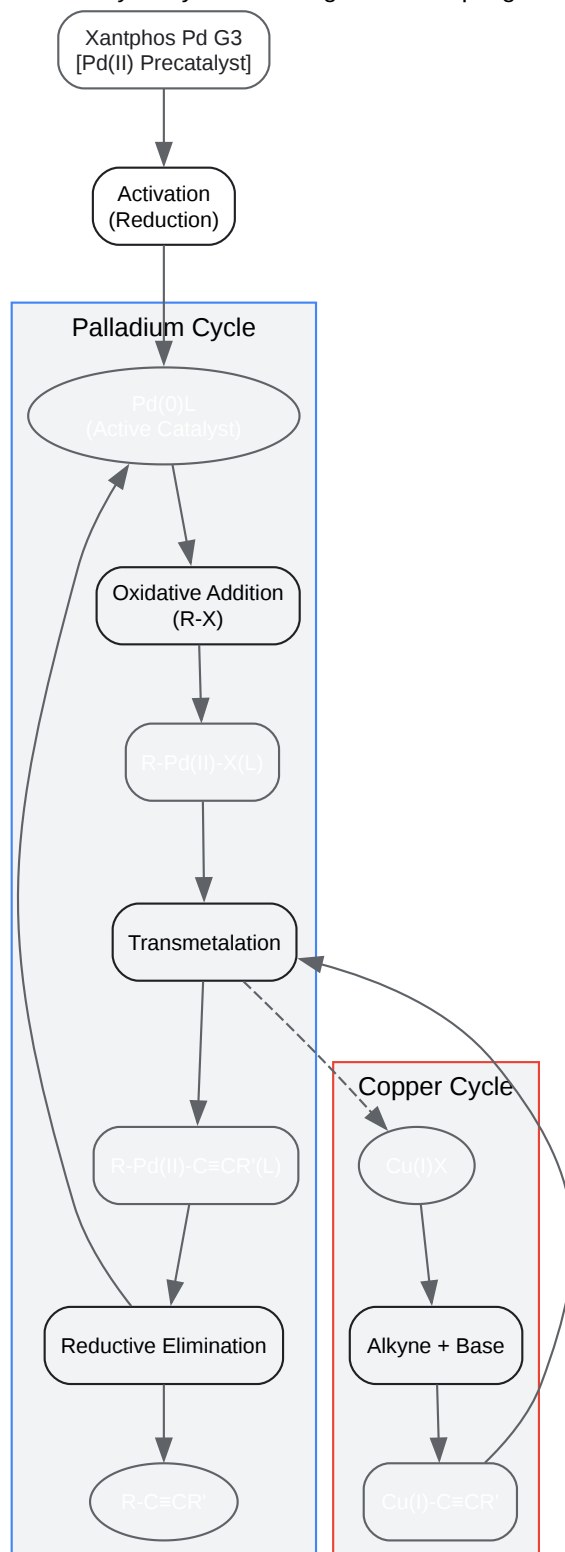 Xantphos Pd G3
[Pd(II) Precatalyst]
Activation
(Reduction)
Palladium Cycle
Pd(0)L
(Active Catalyst)
Oxidative Addition
(R-X)
R-Pd(II)-X(L)
Transmetalation
Copper Cycle
R-Pd(II)-C≡CR'(L)
Cu(I)X
Reductive Elimination
Alkyne + Base
R-C≡CR'
Cu(I)-C≡CR'